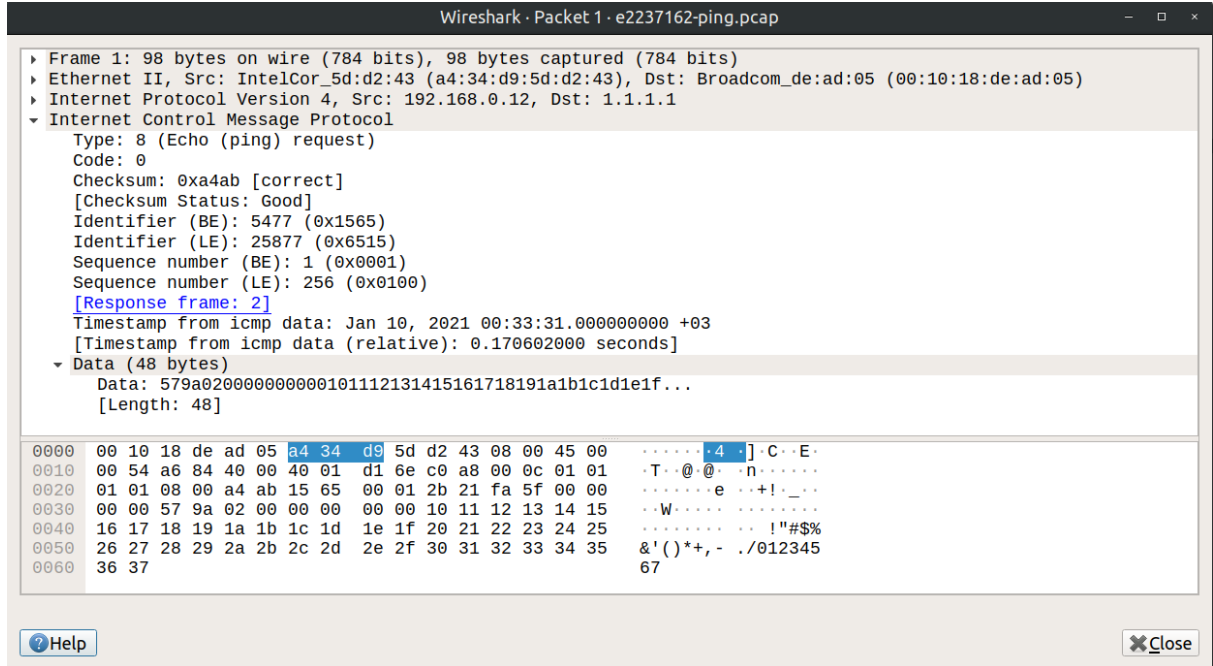 Wireshark · Packet 1 · e2237162-ping.pcap
Frame 1: 98 bytes on wire (784 bits), 98 bytes captured (784 bits)
Ethernet II, Src: IntelCor_5d:d2:43 (a4:34:d9:5d:d2:43), Dst: Broadcom_de:ad:05 (00:10:18:de:ad:05)
Internet Protocol Version 4, Src: 192.168.0.12, Dst: 1.1.1.1
Internet Control Message Protocol
Type: 8 (Echo (ping) request)
Code: 0
Checksum: 0xa4ab [correct]
[Checksum Status: Good]
Identifier (BE): 5477 (0x1565)
Identifier (LE): 25877 (0x6515)
Sequence number (BE): 1 (0x0001)
Sequence number (LE): 256 (0x0100)
[Response frame: 2]
Timestamp from icmp data: Jan 10, 2021 00:33:31.000000000 +03
[Timestamp from icmp data (relative): 0.170602000 seconds]
Data (48 bytes)
Data: 579a020000000000101112131415161718191a1b1c1d1e1f...
[Length: 48]
0000 00 10 18 de ad 05 a4 34 d9 5d d2 43 08 00 45 00 ·······4·]·C··E·
0010 00 54 a6 84 40 00 40 01 d1 6e c0 a8 00 0c 01 01 ·T··@·@· ·n······
0020 01 01 08 00 a4 ab 15 65 00 01 2b 21 fa 5f 00 00 ·······e ··+!·_··
0030 00 00 57 9a 02 00 00 00 00 00 10 11 12 13 14 15 ··W····· ········
0040 16 17 18 19 1a 1b 1c 1d 1e 1f 20 21 22 23 24 25 ········ ·· !"#$%
0050 26 27 28 29 2a 2b 2c 2d 2e 2f 30 31 32 33 34 35 &'()*+,- ./012345
0060 36 37 67
Help Close